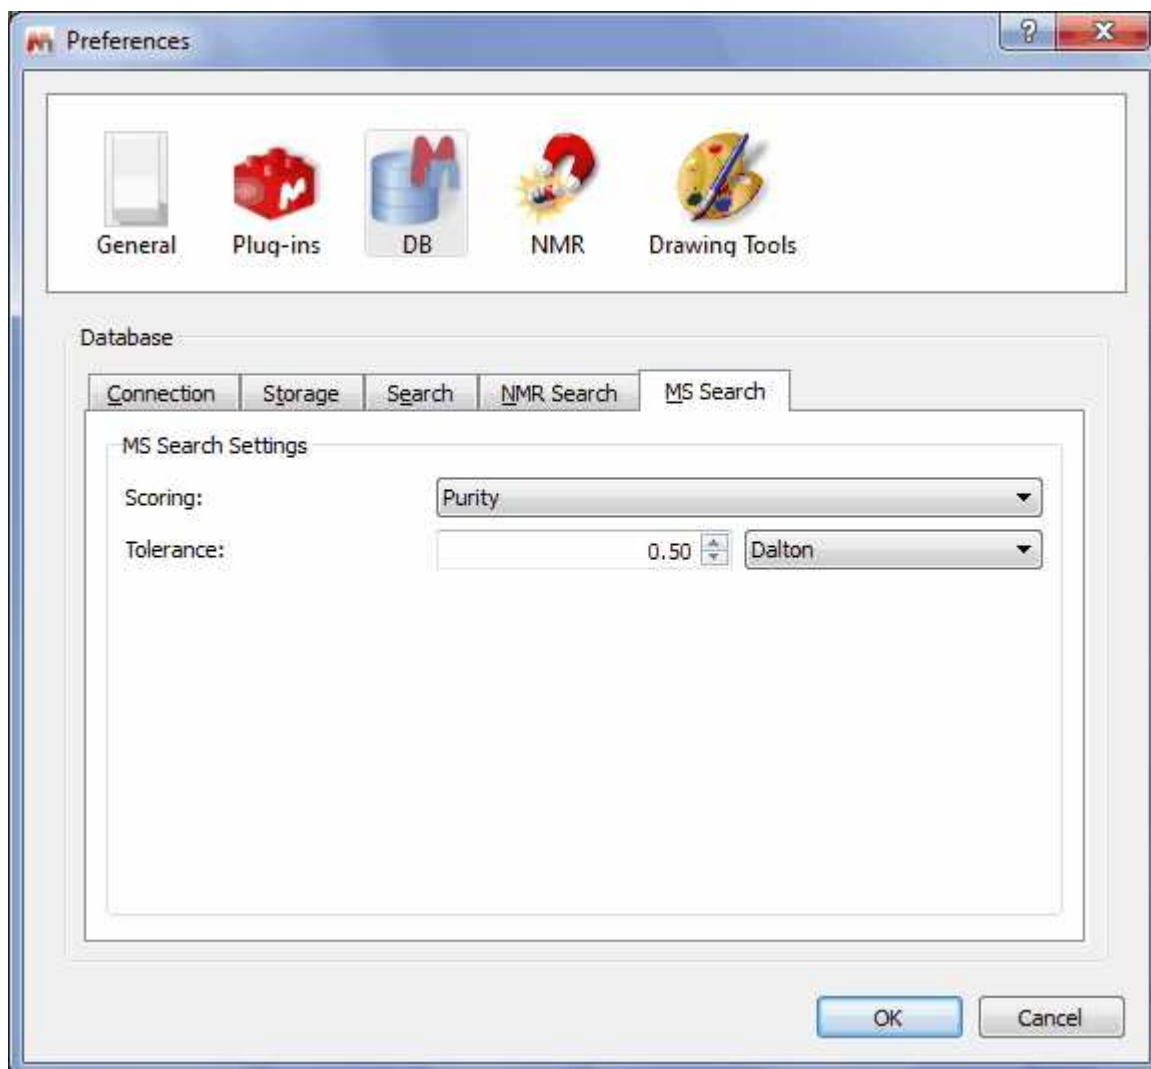 Preferences
General Plug-ins DB NMR Drawing Tools
Database
Connection Storage Search NMR Search MS Search
MS Search Settings
Scoring: Purity
Tolerance: 0.50 Dalton
OK Cancel